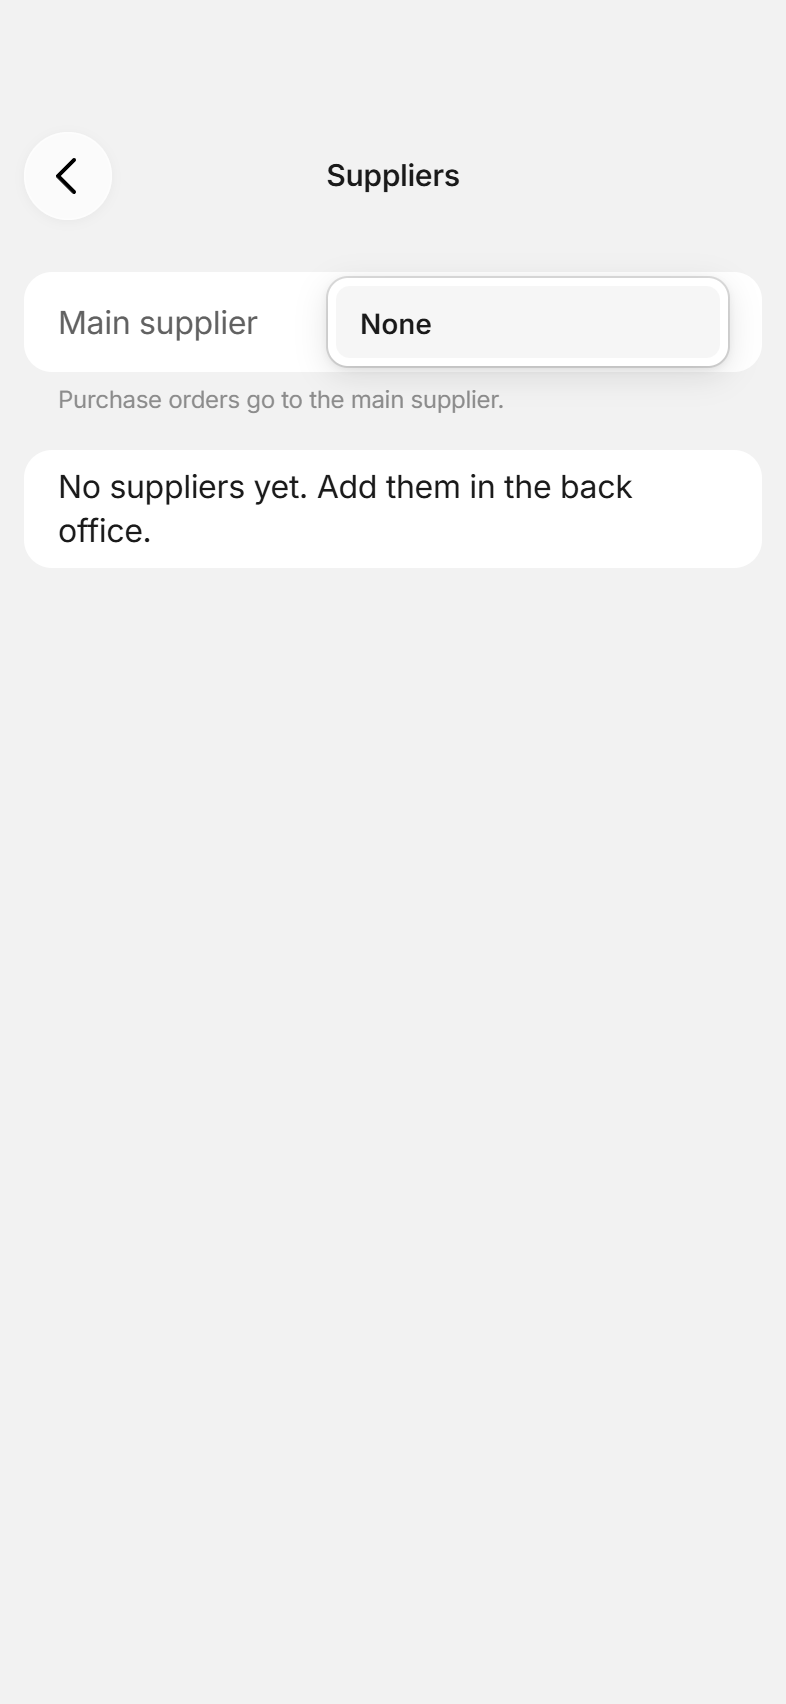 Suppliers
Main supplier
None
Purchase orders go to the main supplier.
No suppliers yet. Add them in the back
office.